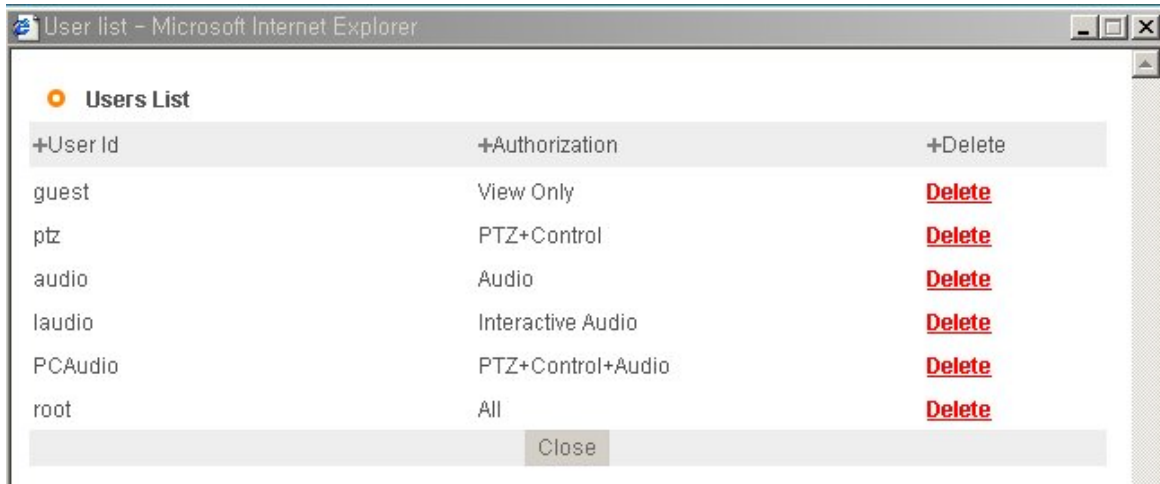 User list - Microsoft Internet Explorer
Users List
+User Id +Authorization +Delete
guest View Only Delete
ptz PTZ+Control Delete
audio Audio Delete
Iaudio Interactive Audio Delete
PCAudio PTZ+Control+Audio Delete
root All Delete
Close